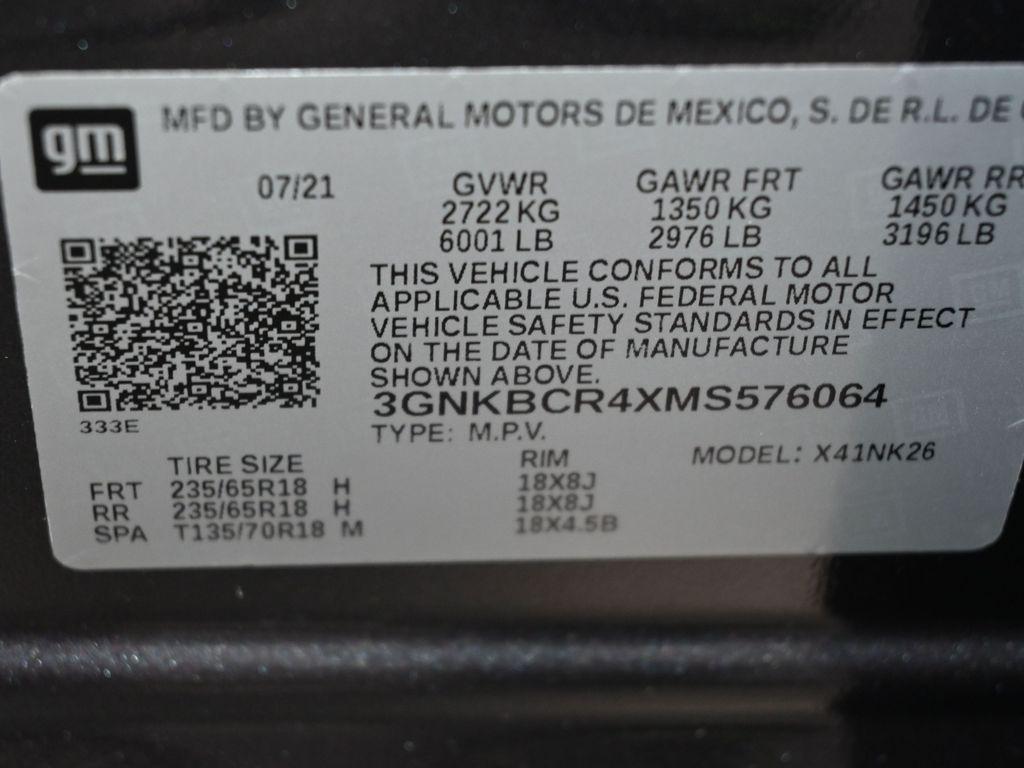 gm
MFD BY GENERAL MOTORS DE MEXICO, S. DE R.L. DE
07/21 GVWR GAWR FRT GAWR RR
2722 KG 1350 KG 1450 KG
6001 LB 2976 LB 3196 LB
THIS VEHICLE CONFORMS TO ALL
APPLICABLE U.S. FEDERAL MOTOR
VEHICLE SAFETY STANDARDS IN EFFECT
ON THE DATE OF MANUFACTURE
SHOWN ABOVE.
3GNKBCR4XMS576064
333E
TYPE: M.P.V.
MODEL: X41NK26
TIRE SIZE RIM
FRT 235/65R18 H 18X8J
RR 235/65R18 H 18X8J
SPA T135/70R18 M 18X4.5B